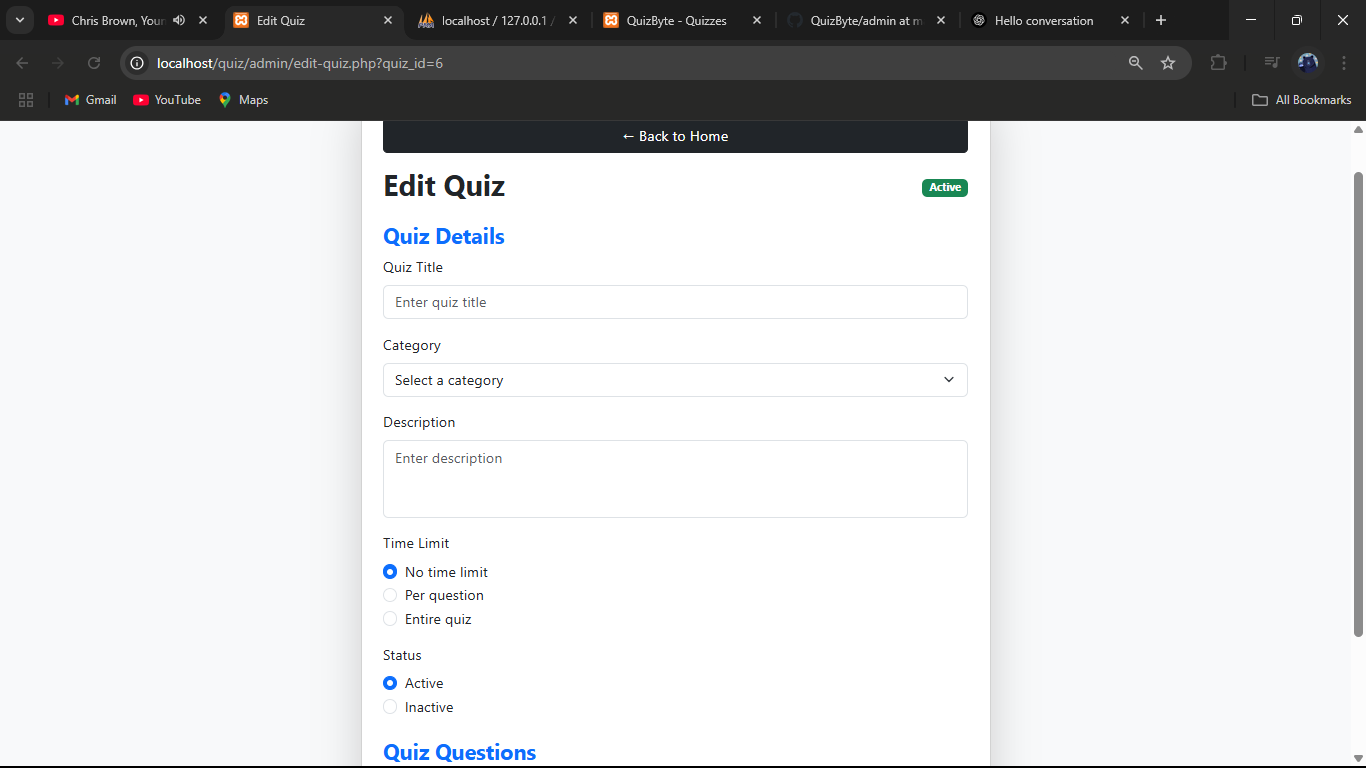 Chris Brown, Your
Edit Quiz
localhost / 127.0.0.1 /
QuizByte - Quizzes
QuizByte/admin at m
Hello conversation
localhost/quiz/admin/edit-quiz.php?quiz_id=6
Gmail
YouTube
Maps
All Bookmarks
← Back to Home
Edit Quiz
Active
Quiz Details
Quiz Title
Enter quiz title
Category
Select a category
Description
Enter description
Time Limit
No time limit
Per question
Entire quiz
Status
Active
Inactive
Quiz Questions